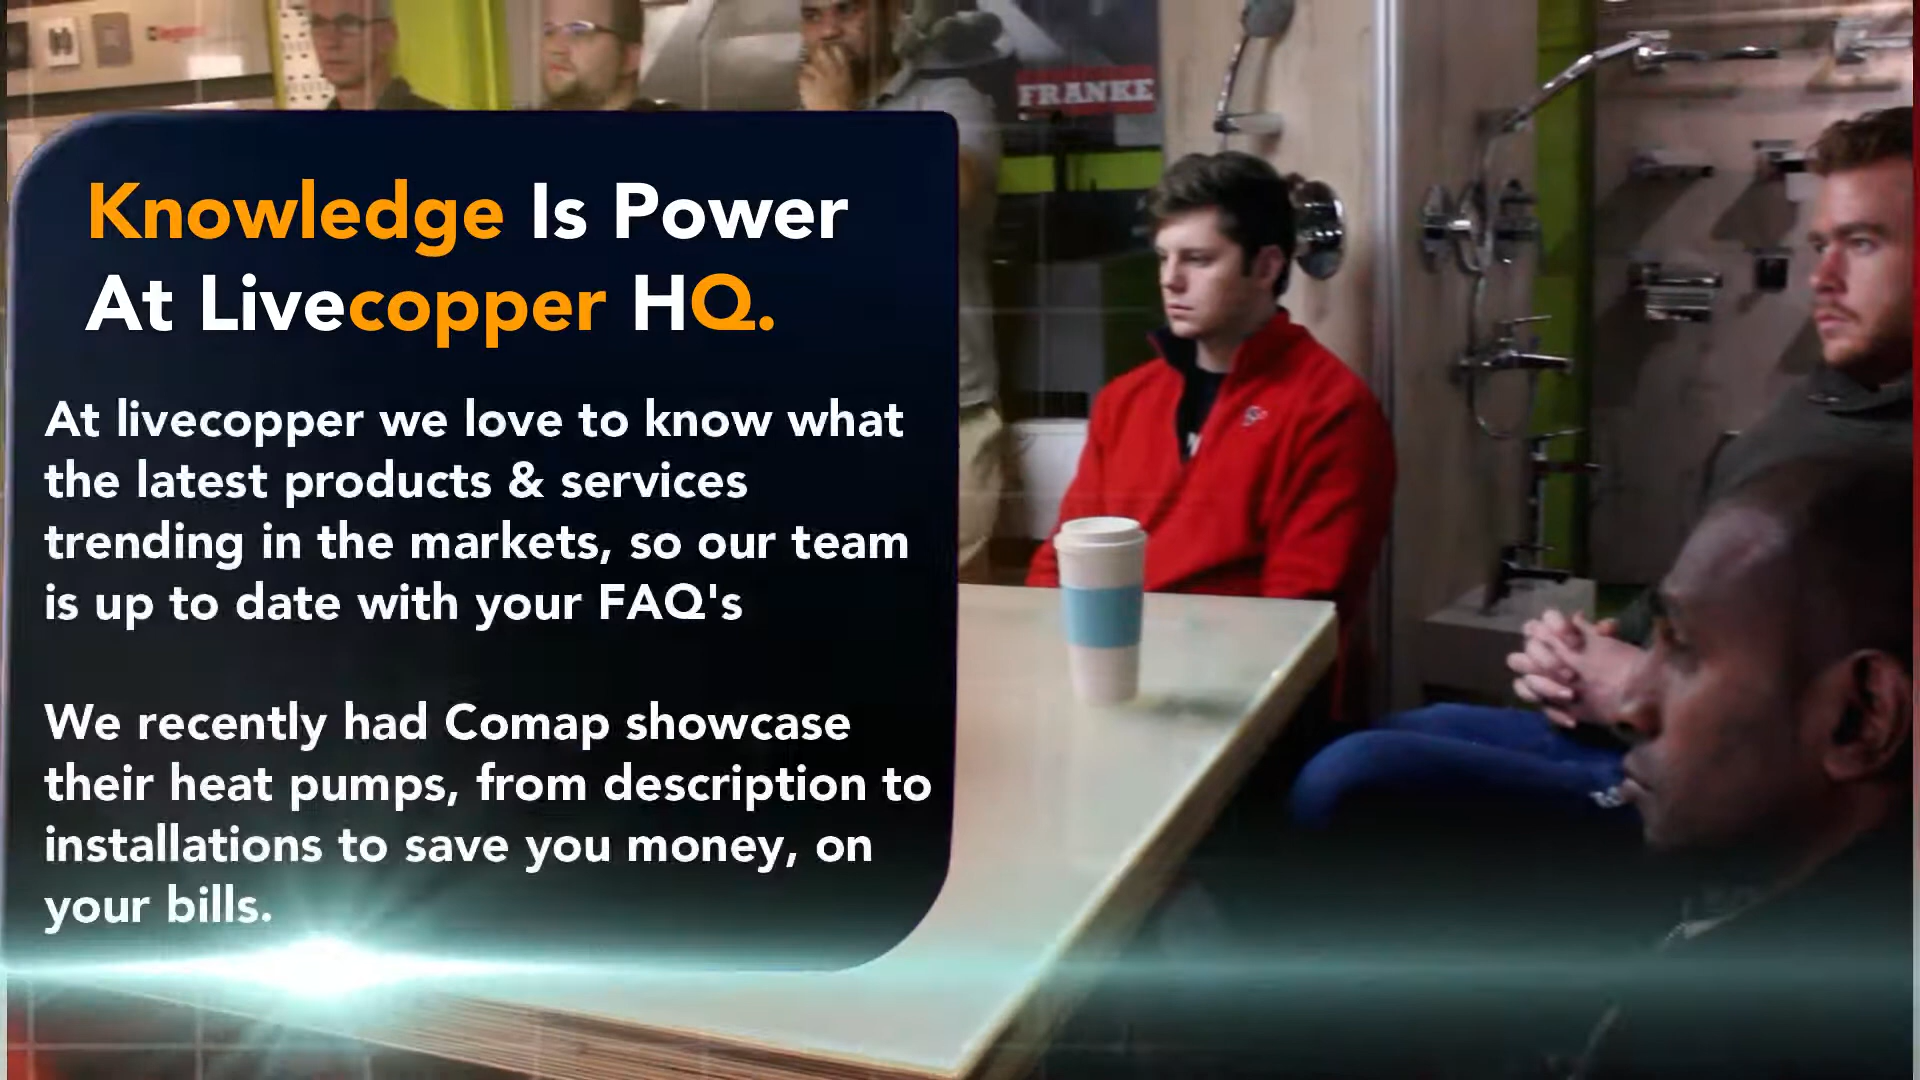 FRANKE
Knowledge Is Power
At Livecopper HQ.
At livecopper we love to know what
the latest products & services
trending in the markets, so our team
is up to date with your FAQ's
We recently had Comap showcase
their heat pumps, from description to
installations to save you money, on
your bills.